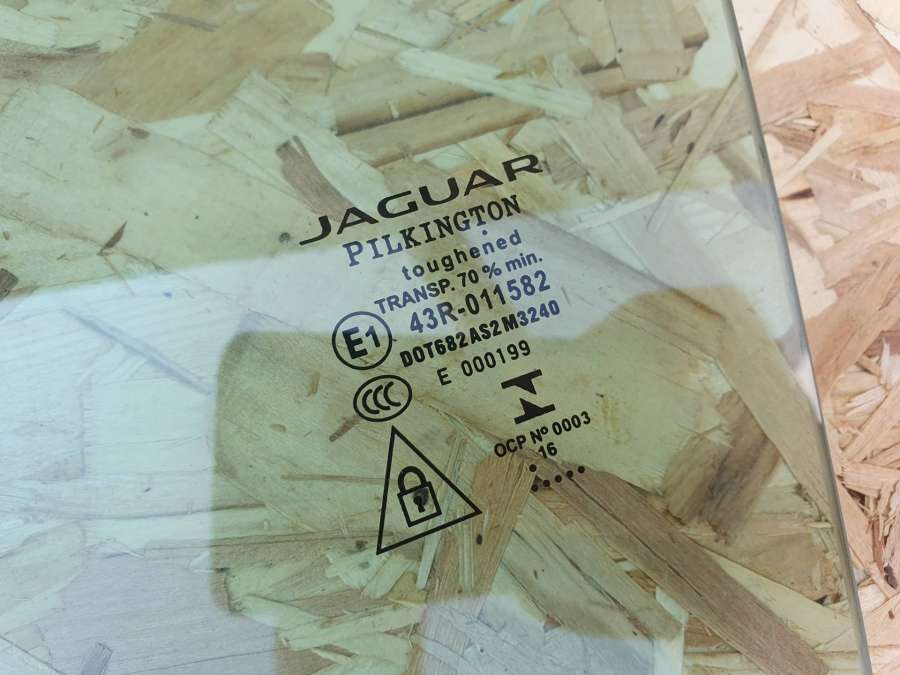 JAGUAR
PILKINGTON
toughened
TRANSP. 70 % min.
43R-011582
E1
DOT682 AS2 M3240
E 000199
CCC
OCP Nº 0003
16